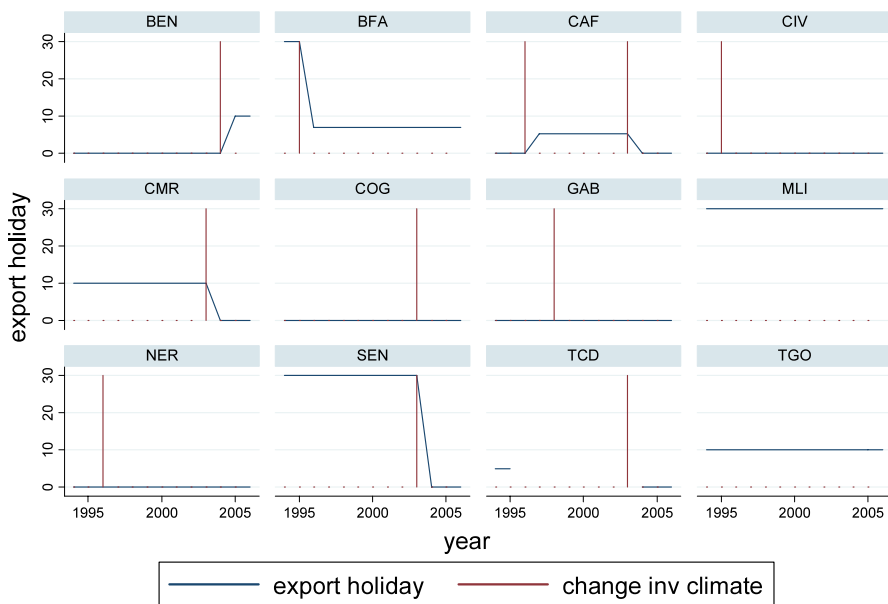 BEN BFA CAF CIV
30
20
10
0
CMR COG GAB MLI
30
20
10
0
export holiday
NER SEN TCD TGO
30
20
10
0
1995 2000 2005 1995 2000 2005 1995 2000 2005 1995 2000 2005
year
export holiday change inv climate